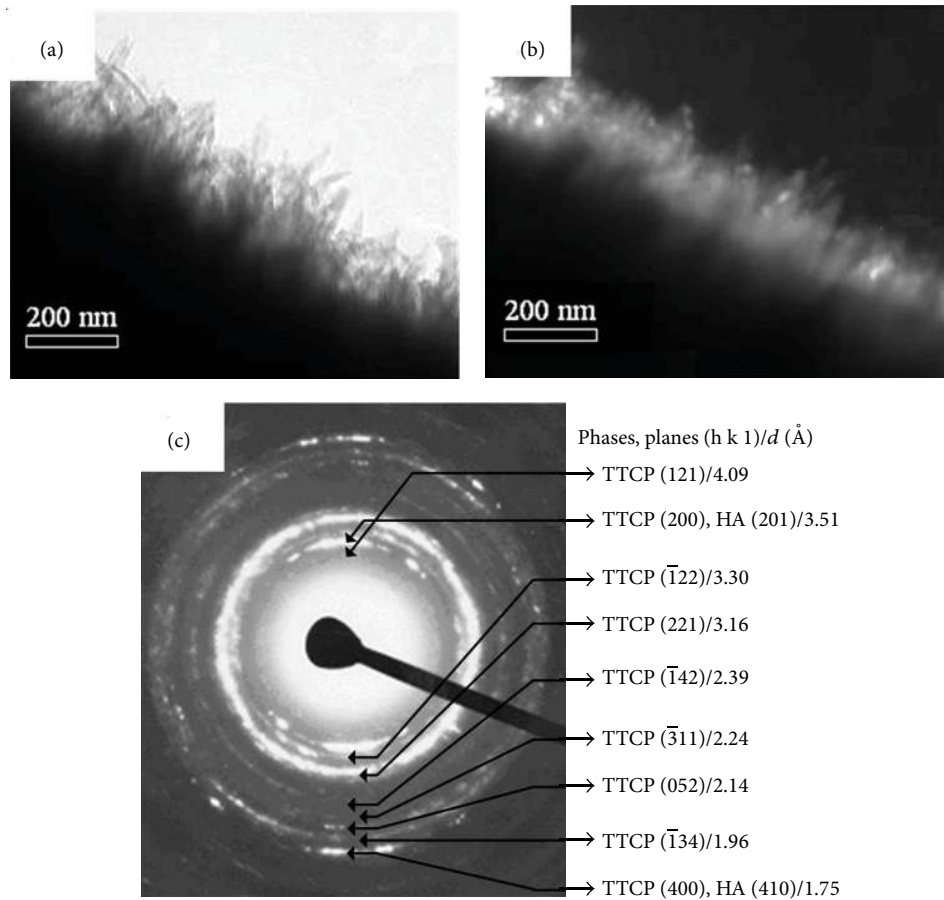 (a)
200 nm
(b)
200 nm
(c)
Phases, planes (h k 1)/d (Å)
TTCP (121)/4.09
TTCP (200), HA (201)/3.51
TTCP (1̅22)/3.30
TTCP (221)/3.16
TTCP (1̅42)/2.39
TTCP (3̅11)/2.24
TTCP (052)/2.14
TTCP (1̅34)/1.96
TTCP (400), HA (410)/1.75